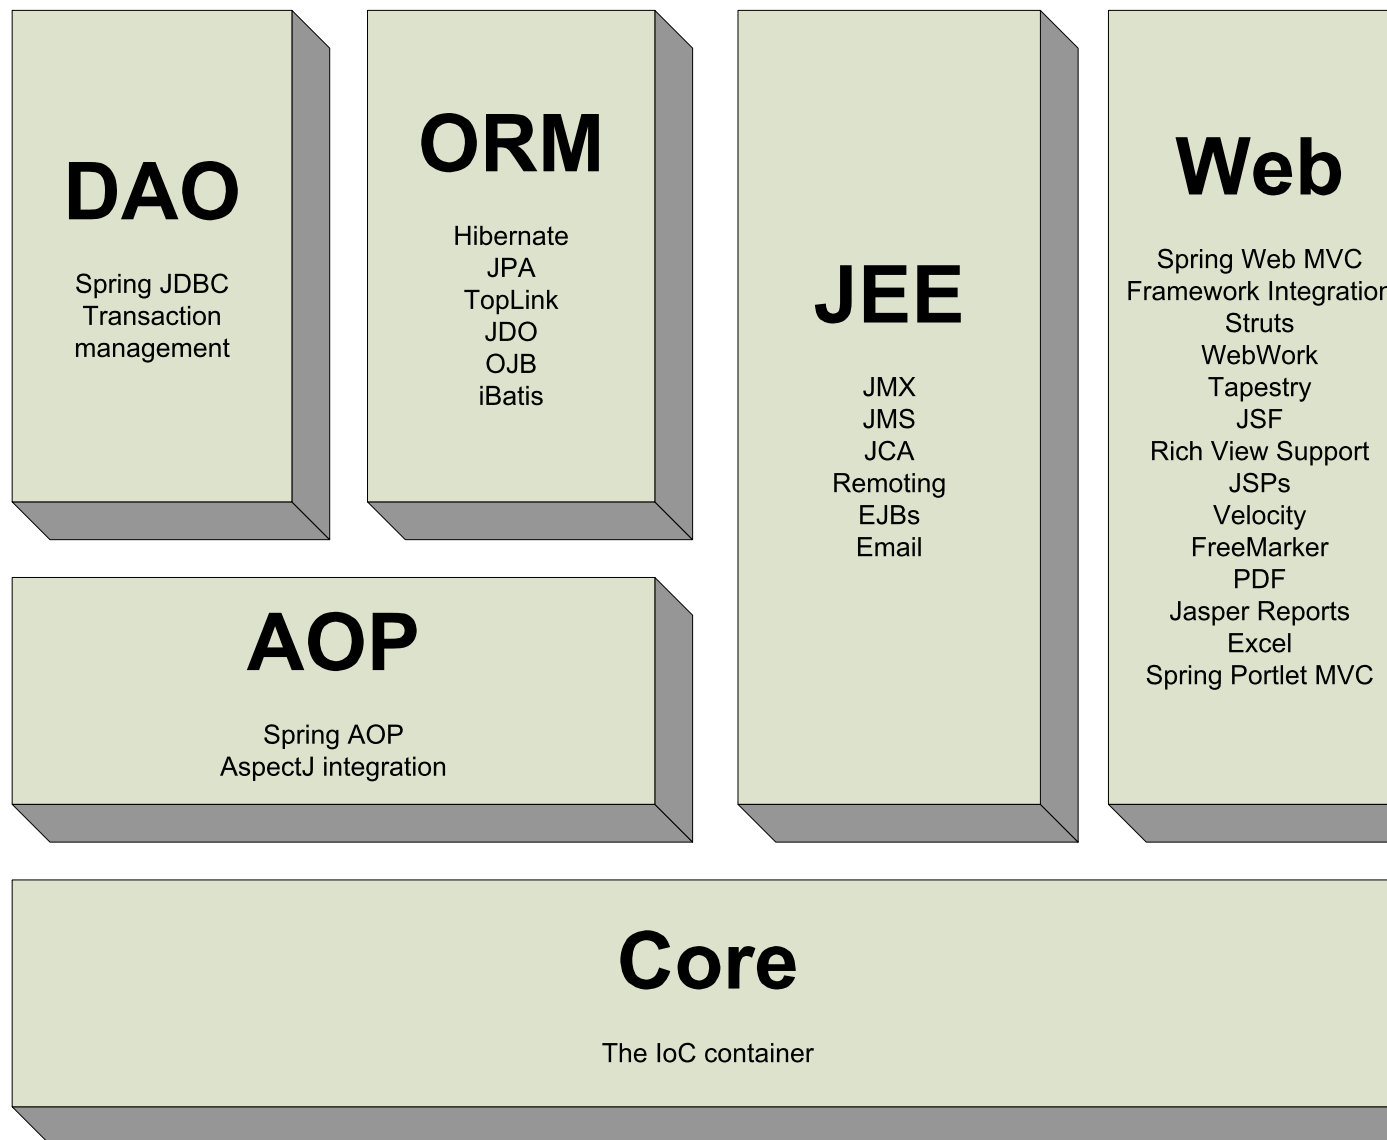 DAO
Spring JDBC
Transaction
management
ORM
Hibernate
JPA
TopLink
JDO
OJB
iBatis
JEE
JMX
JMS
JCA
Remoting
EJBs
Email
Web
Spring Web MVC
Framework Integration
Struts
WebWork
Tapestry
JSF
Rich View Support
JSPs
Velocity
FreeMarker
PDF
Jasper Reports
Excel
Spring Portlet MVC
AOP
Spring AOP
AspectJ integration
Core
The IoC container